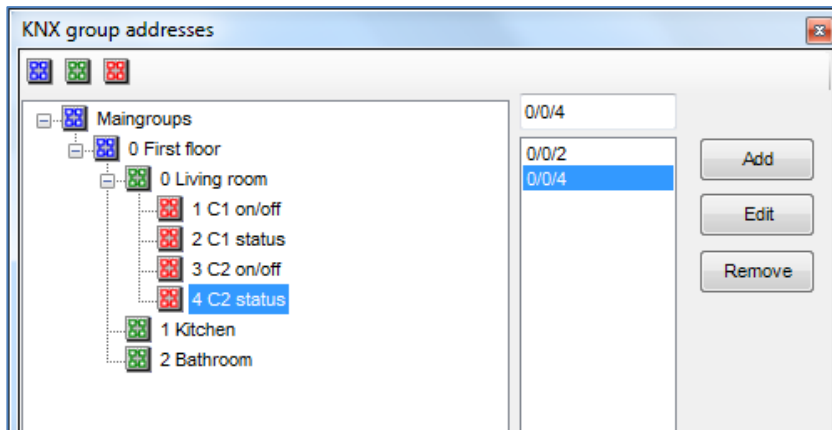 KNX group addresses
Maingroups
0 First floor
0 Living room
1 C1 on/off
2 C1 status
3 C2 on/off
4 C2 status
1 Kitchen
2 Bathroom
0/0/4
0/0/2
0/0/4
Add
Edit
Remove